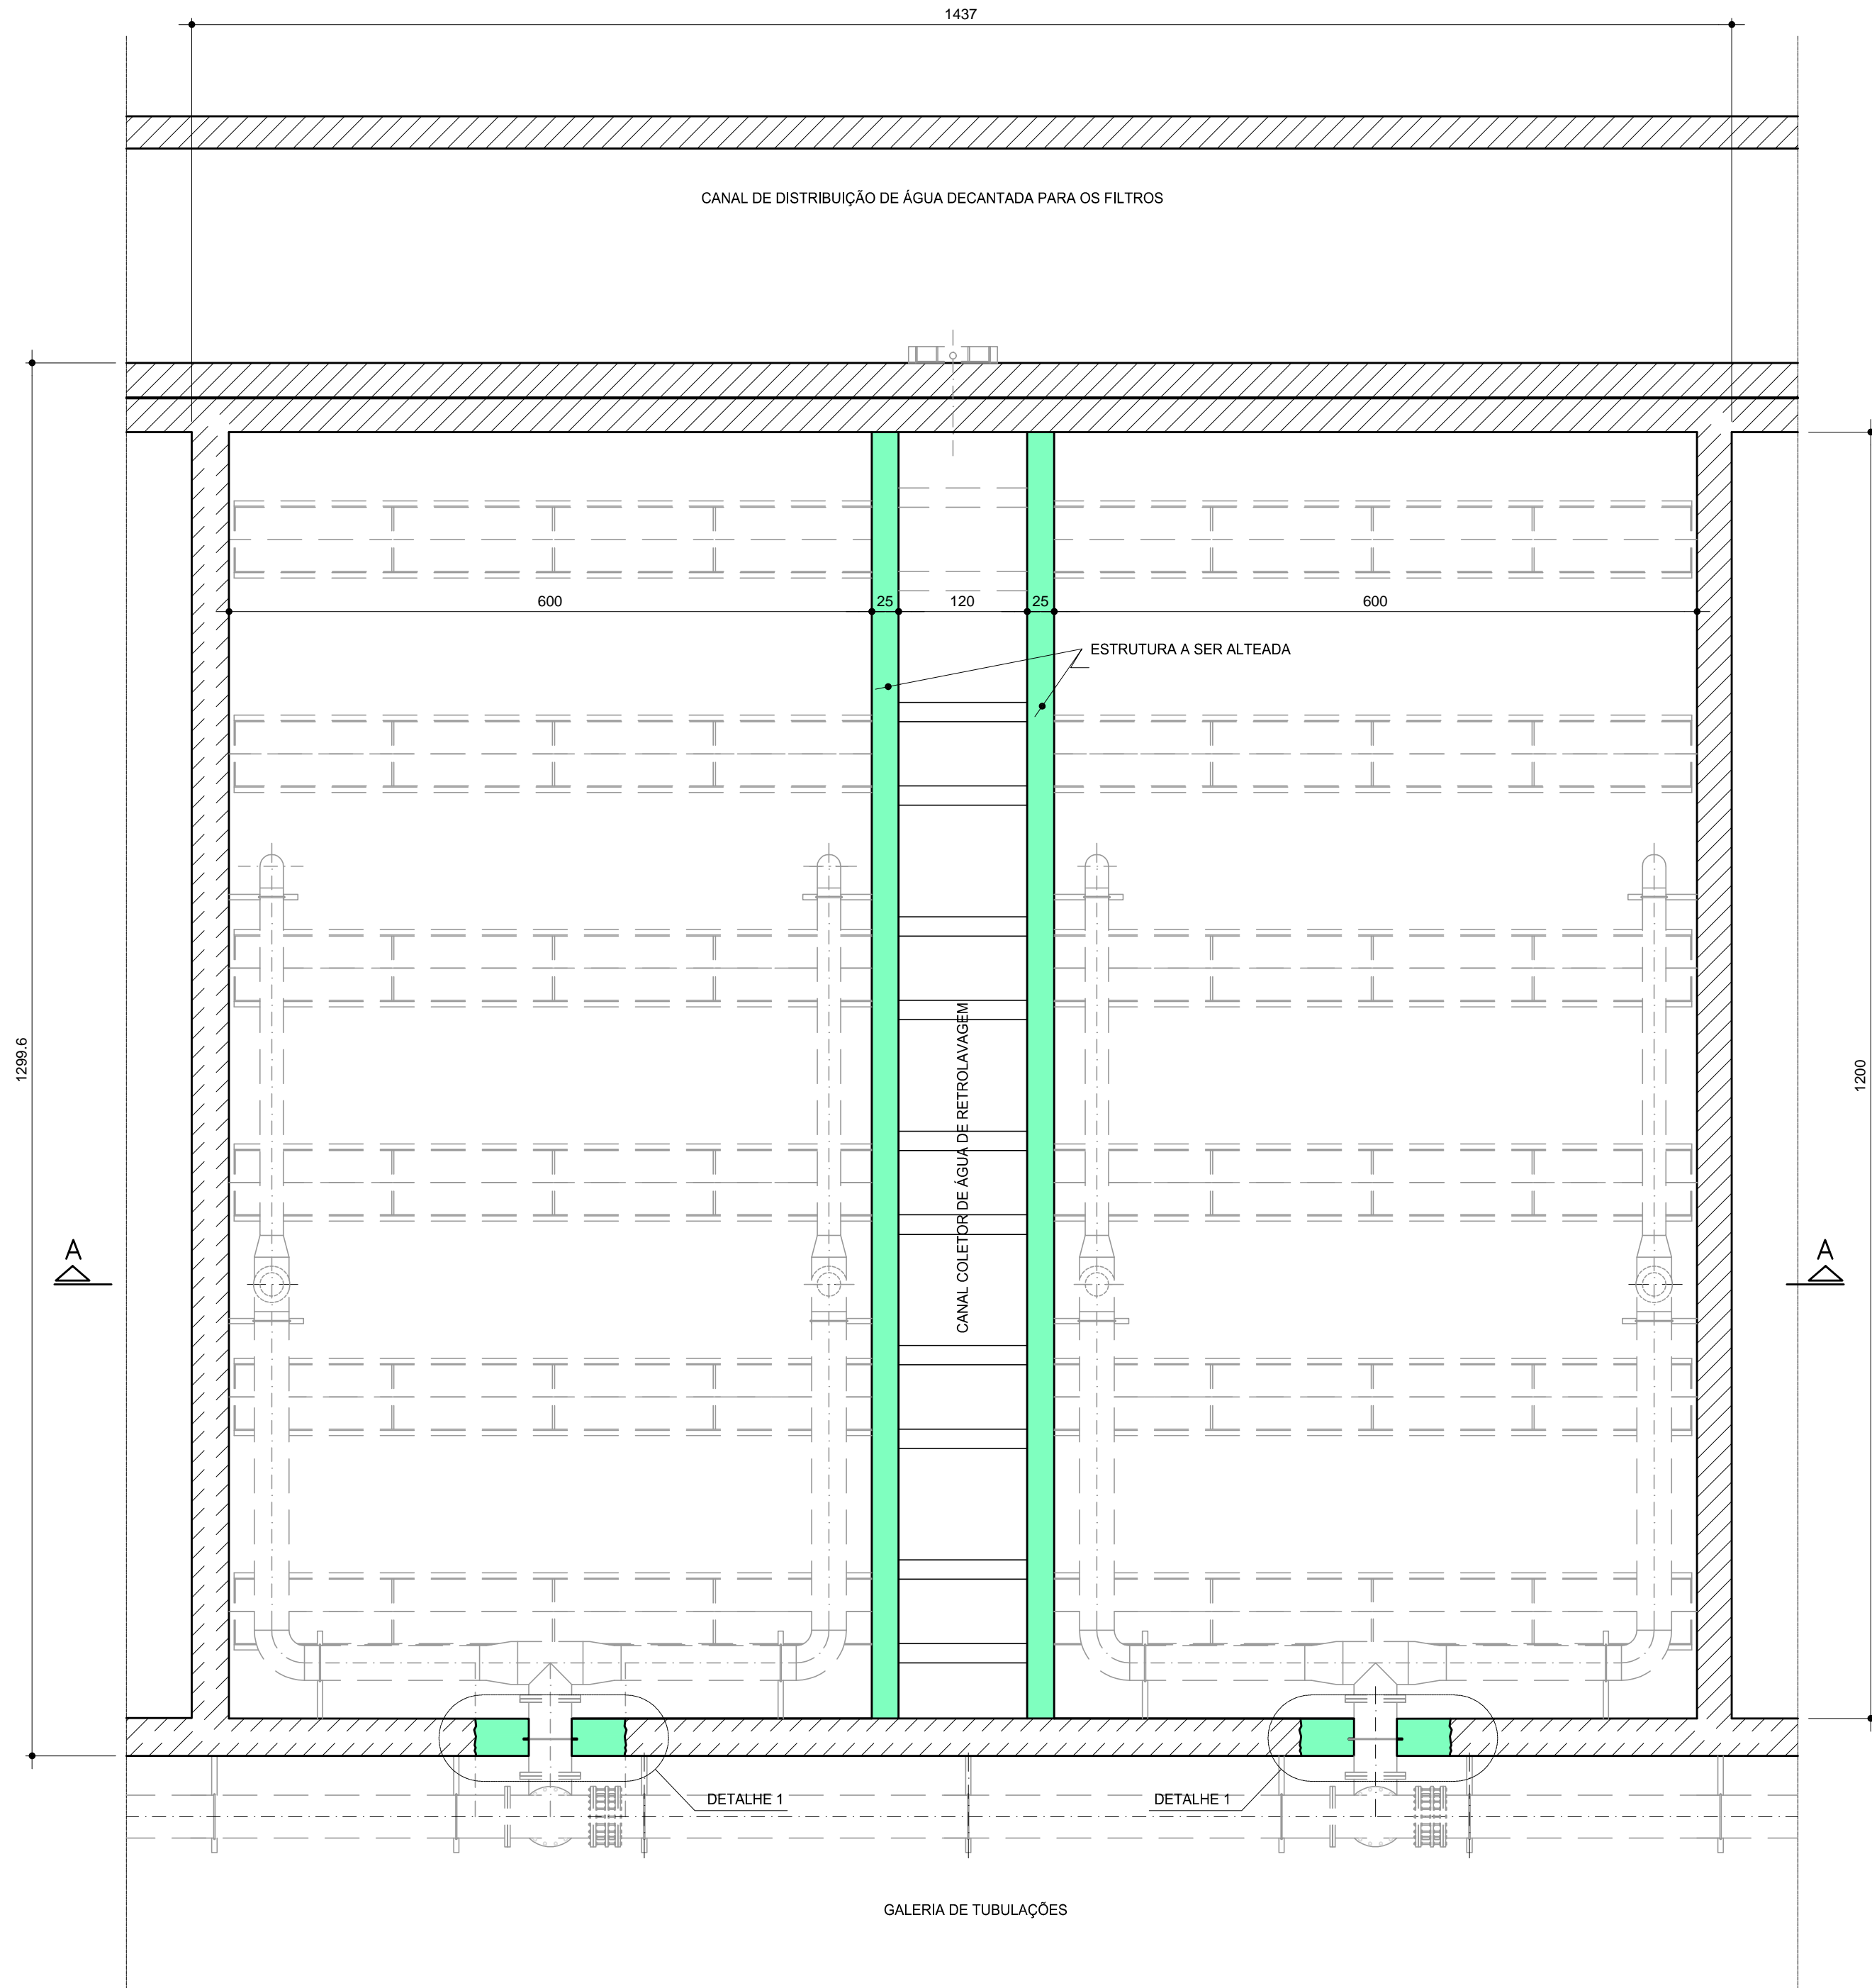 1437
CANAL DE DISTRIBUIÇÃO DE ÁGUA DECANTADA PARA OS FILTROS
600
25
120
25
600
ESTRUTURA A SER ALTEADA
1299.6
CANAL COLETOR DE ÁGUA DE RETROLAVAGEM
1200
A
A
DETALHE 1
DETALHE 1
GALERIA DE TUBULAÇÕES